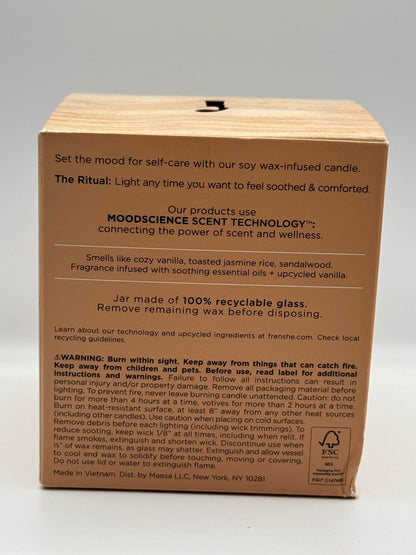 Set the mood for self-care with our soy wax-infused candle.
The Ritual: Light any time you want to feel soothed & comforted.
Our products use
MOODSCIENCE SCENT TECHNOLOGY™:
connecting the power of scent and wellness.
Smells like cozy vanilla, toasted jasmine rice, sandalwood.
Fragrance infused with soothing essential oils + upcycled vanilla.
Jar made of 100% recyclable glass.
Remove remaining wax before disposing.
Learn about our technology and upcycled ingredients at frenshe.com. Check local
recycling guidelines.
⚠WARNING: Burn within sight. Keep away from things that can catch fire.
Keep away from children and pets. Before use, read label for additional
instructions and warnings. Failure to follow all instructions can result in
personal injury and/or property damage. Remove all packaging material before
lighting. To prevent fire, never leave burning candle unattended. Caution: do not
burn for more than 4 hours at a time, votives for more than 2 hours at a time.
Burn on heat-resistant surface, at least 8" away from any other heat sources
(including other candles). Use caution when placing on cold surfaces.
Remove debris before each lighting (including wick trimmings). To
reduce sooting, keep wick 1/8" at all times, including when relit. If
flame smokes, extinguish and shorten wick. Discontinue use when
½" of wax remains, as glass may shatter. Extinguish and allow vessel
to cool and wax to solidify before touching, moving or covering.
Do not use lid or water to extinguish flame.
Made in Vietnam. Dist. by Maesa LLC, New York, NY 10281
FSC
www.fsc.org
MIX
Packaging from
responsible sources